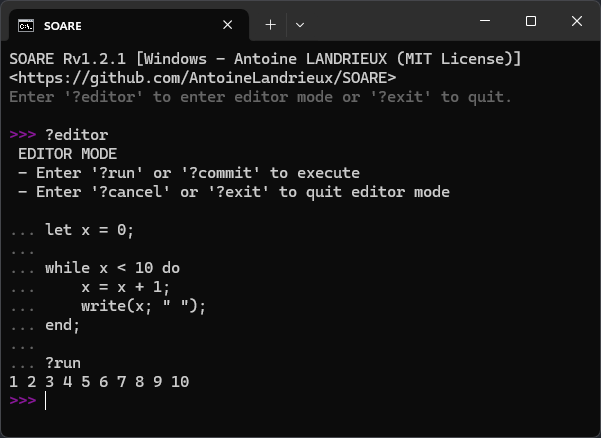 SOARE
SOARE Rv1.2.1 [Windows - Antoine LANDRIEUX (MIT License)]
<https://github.com/AntoineLandrieux/SOARE>
Enter '?editor' to enter editor mode or '?exit' to quit.
>>> ?editor
 EDITOR MODE
 - Enter '?run' or '?commit' to execute
 - Enter '?cancel' or '?exit' to quit editor mode
... let x = 0;
...
... while x < 10 do
...     x = x + 1;
...     write(x; " ");
... end;
...
... ?run
1 2 3 4 5 6 7 8 9 10
>>>